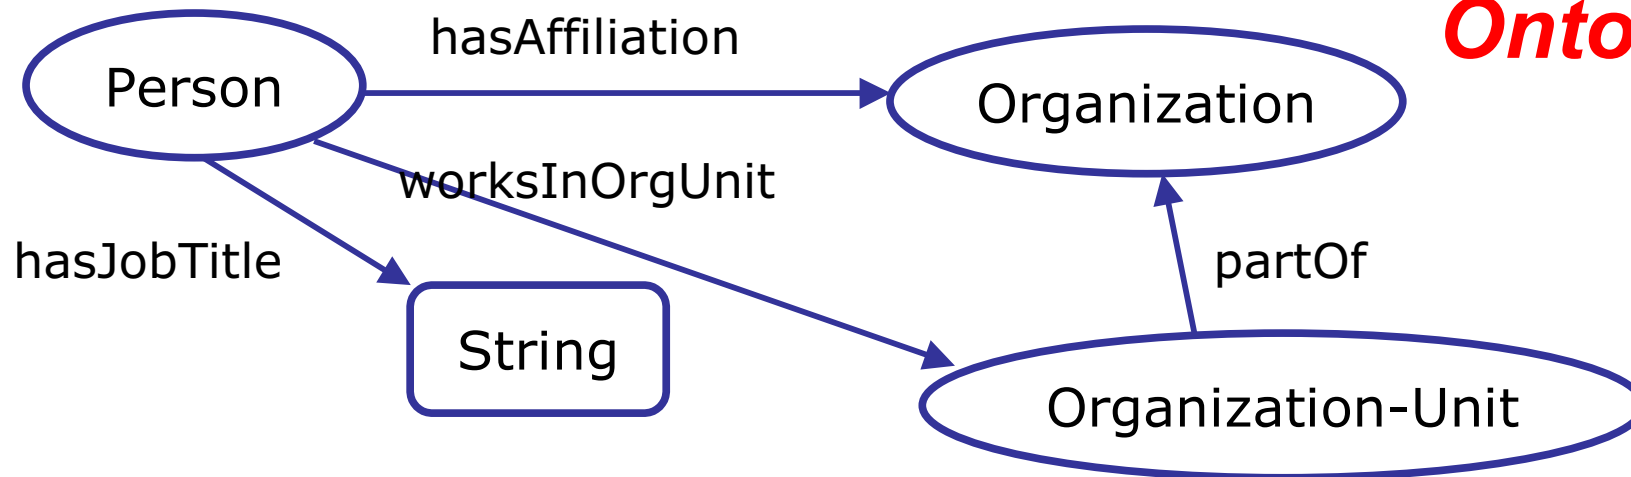 Onto
hasAffiliation
Person
Organization
worksInOrgUnit
hasJobTitle
partOf
String
Organization-Unit